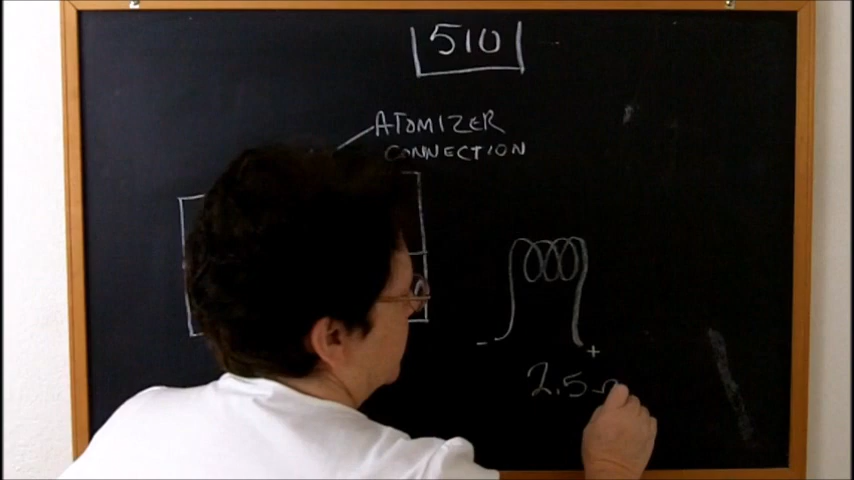 510
ATOMIZER
CONNECTION
- +
2.5